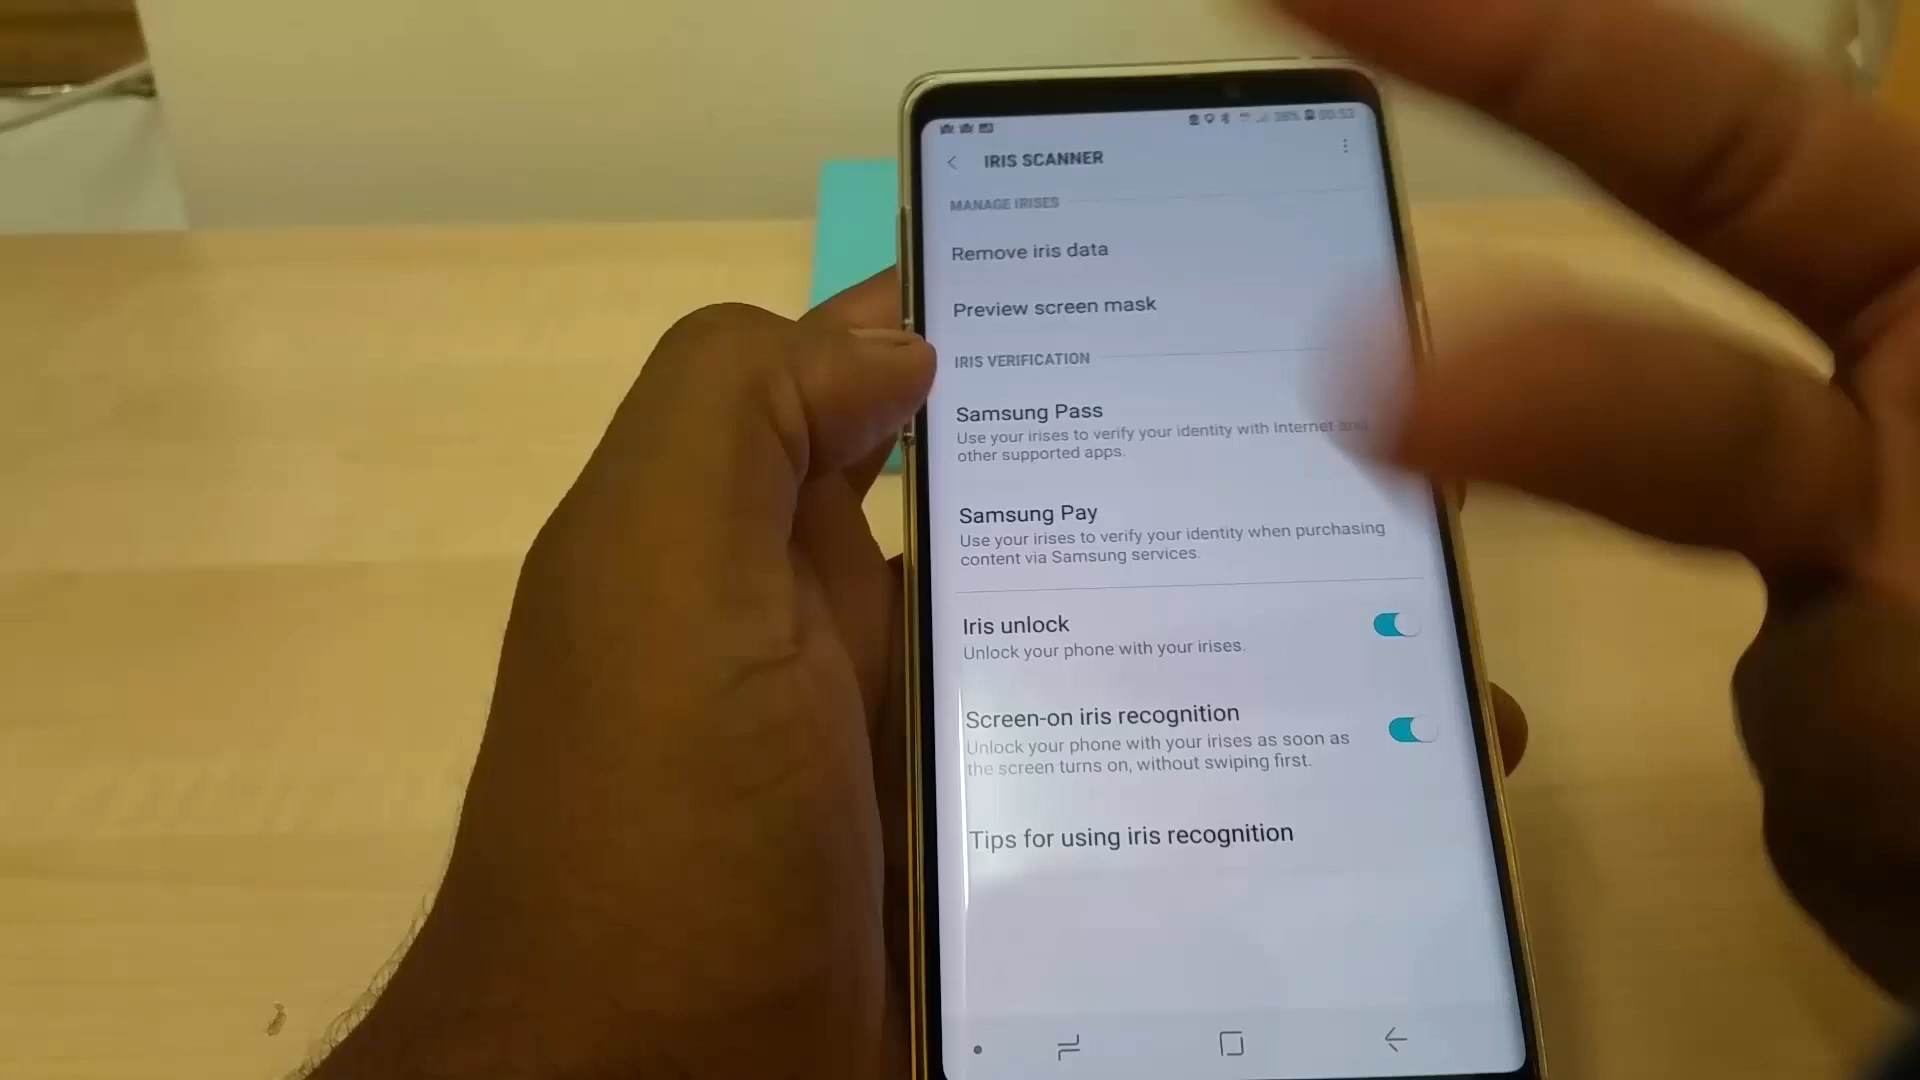 IRIS SCANNER
MANAGE IRISES
Remove iris data
Preview screen mask
IRIS VERIFICATION
Samsung Pass
Use your irises to verify your identity with Internet and
other supported apps.
Samsung Pay
Use your irises to verify your identity when purchasing
content via Samsung services.
Iris unlock
Unlock your phone with your irises.
Screen-on iris recognition
Unlock your phone with your irises as soon as
the screen turns on, without swiping first.
Tips for using iris recognition